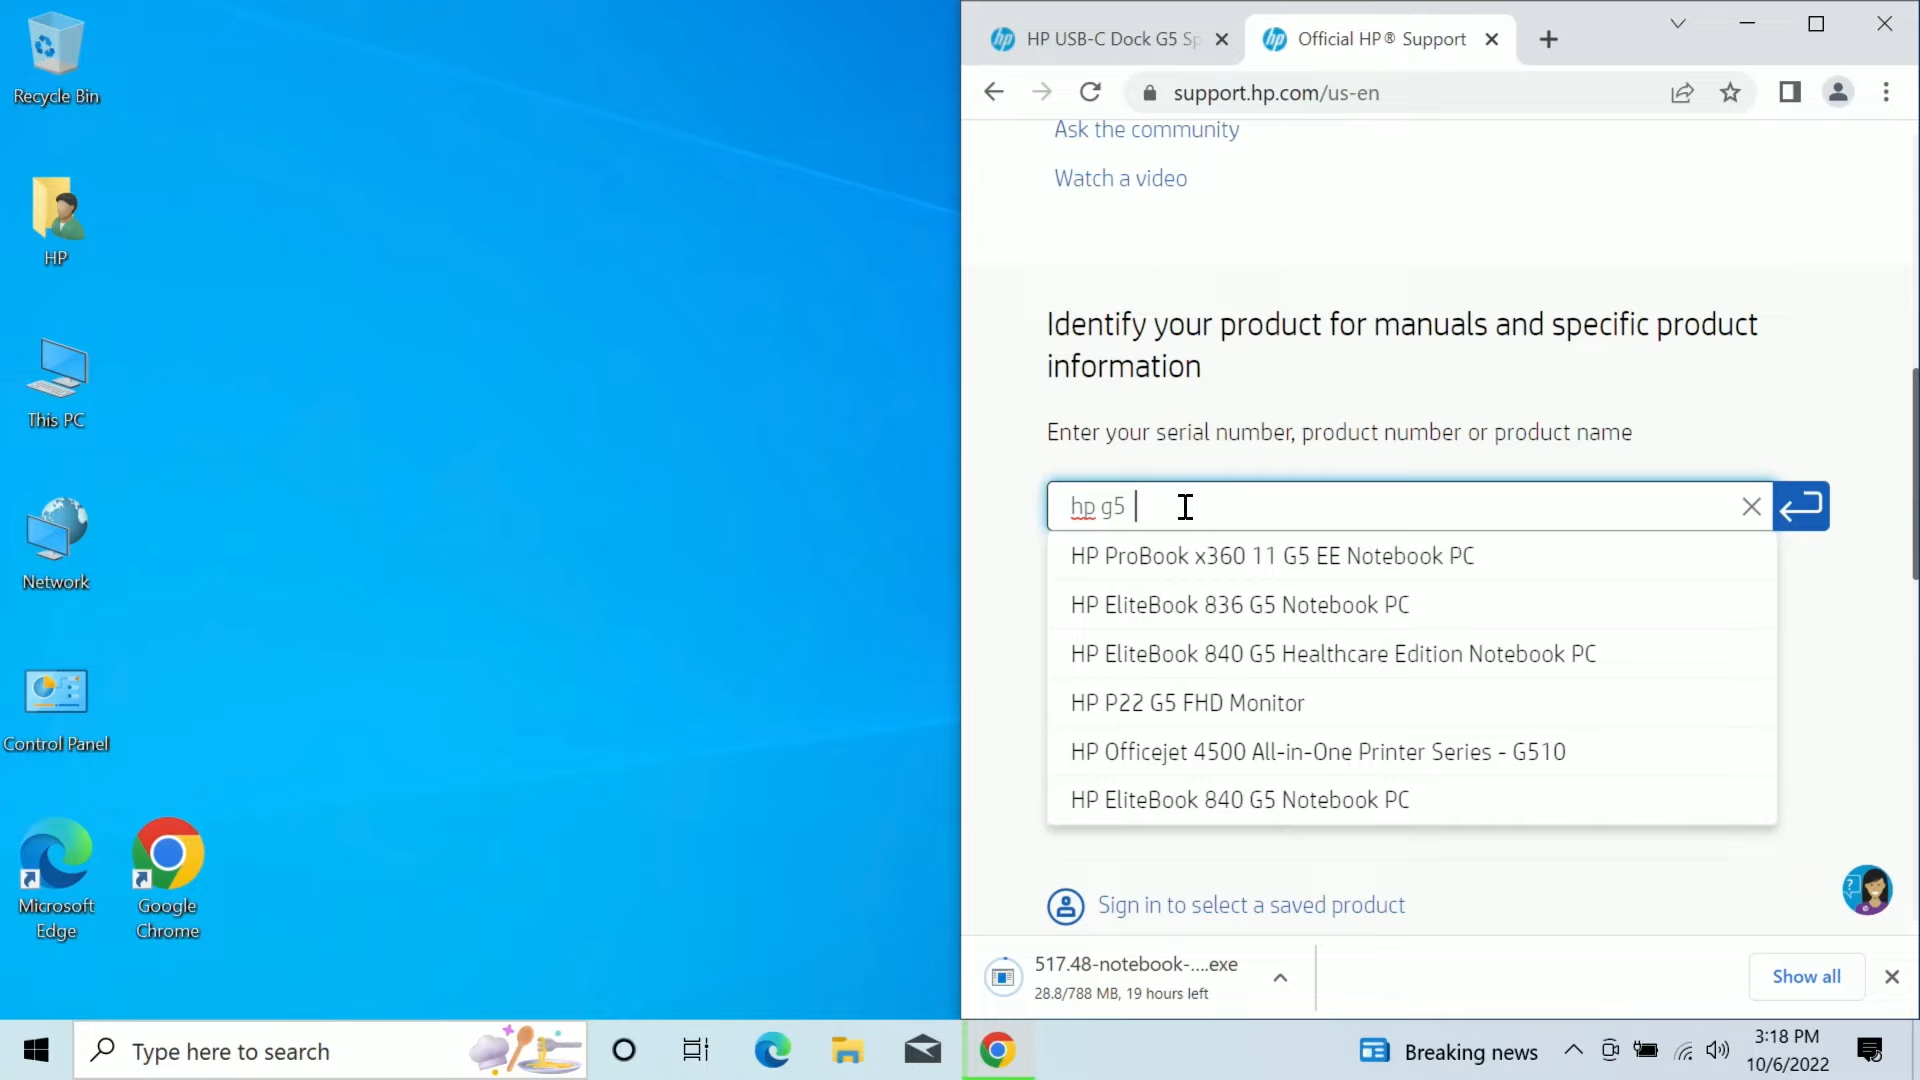 Recycle Bin
HP
This PC
Network
Control Panel
Microsoft
Edge
Google
Chrome
HP USB-C Dock G5 Sp
Official HP® Support
support.hp.com/us-en
Ask the community
Watch a video
Identify your product for manuals and specific product
information
Enter your serial number, product number or product name
hp g5
HP ProBook x360 11 G5 EE Notebook PC
HP EliteBook 836 G5 Notebook PC
HP EliteBook 840 G5 Healthcare Edition Notebook PC
HP P22 G5 FHD Monitor
HP Officejet 4500 All-in-One Printer Series - G510
HP EliteBook 840 G5 Notebook PC
Sign in to select a saved product
517.48-notebook-....exe
28.8/788 MB, 19 hours left
Show all
Type here to search
Breaking news
3:18 PM
10/6/2022